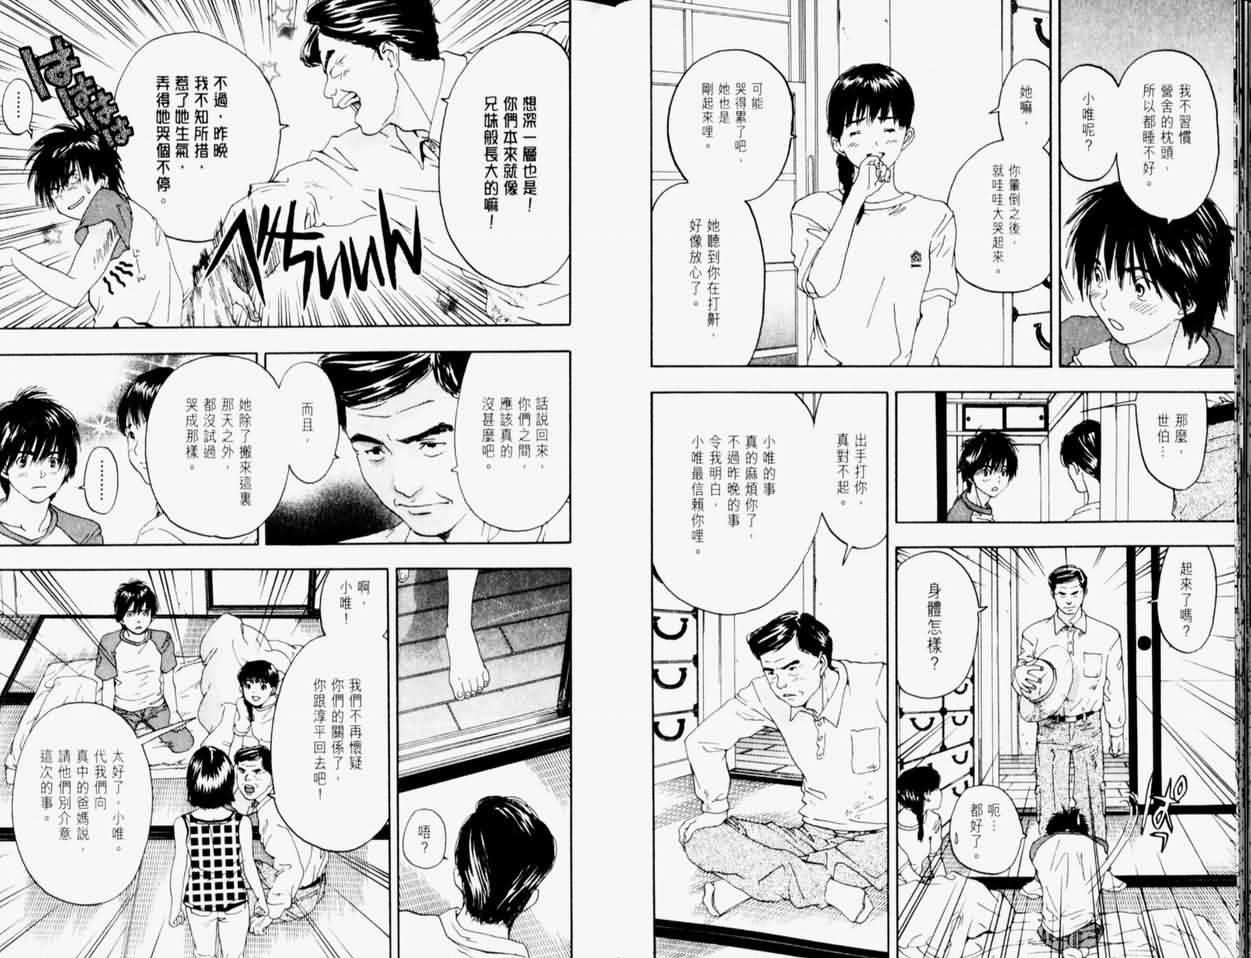 我不習慣
營舍的枕頭、
所以都睡不好。
小唯呢？
她嘛，
你暈倒之後，
就哇哇大哭起來。
可能
哭得累了吧，
她也是
剛起來哩。
她聽到你在打鼾，
好像放心了。
那麼，
世伯…
起來了嗎？
身體怎樣？
呃…
都好了。
出手打你，
真對不起。
小唯的事
真的麻煩你了，
不過昨晚的事
令我明白，
小唯最信賴你哩。
想深一層也是！
你們本來就像
兄妹般長大的嘛！
不過，昨晚
我不知所措，
惹了她生氣，
弄得她哭個不停。
はははは
……
べちいいん
じーん
話說回來，
你們之間，
應該真的
沒甚麼吧。
而且，
她除了搬來這裏
那天之外，
都沒試過
哭成那樣。
……
唔？
啊，
小唯！
我們不再懷疑
你們的關係了，
你跟淳平回去吧！
太好了，小唯。
代我們向
真中的爸媽說，
請他們別介意
這次的事。